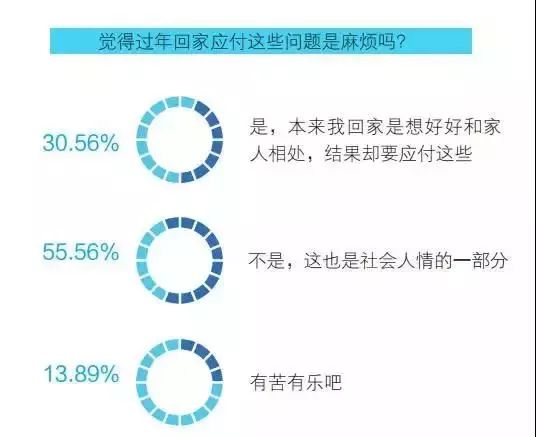 觉得过年回家应付这些问题是麻烦吗?
30.56%
是，本来我回家是想好好和家
人相处，结果却要应付这些
55.56%
不是，这也是社会人情的一部分
13.89%
有苦有乐吧